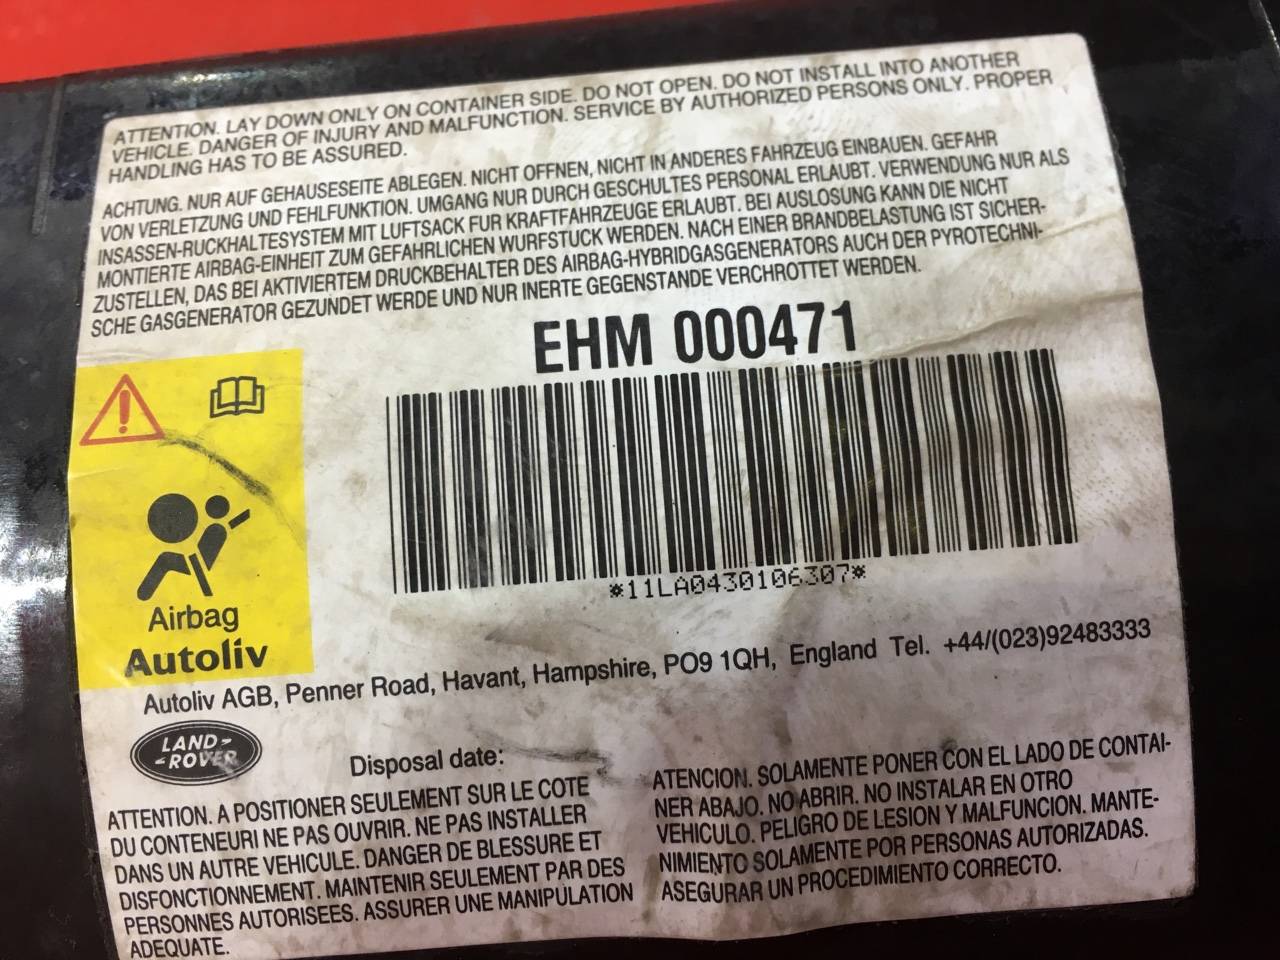 ATTENTION. LAY DOWN ONLY ON CONTAINER SIDE. DO NOT OPEN. DO NOT INSTALL INTO ANOTHER
VEHICLE. DANGER OF INJURY AND MALFUNCTION. SERVICE BY AUTHORIZED PERSONS ONLY. PROPER
HANDLING HAS TO BE ASSURED.
ACHTUNG. NUR AUF GEHAUSESEITE ABLEGEN. NICHT OFFNEN, NICHT IN ANDERES FAHRZEUG EINBAUEN. GEFAHR
VON VERLETZUNG UND FEHLFUNKTION. UMGANG NUR DURCH GESCHULTES PERSONAL ERLAUBT. VERWENDUNG NUR ALS
INSASSEN-RUCKHALTESYSTEM MIT LUFTSACK FUR KRAFTFAHRZEUGE ERLAUBT. BEI AUSLOSUNG KANN DIE NICHT
MONTIERTE AIRBAG-EINHEIT ZUM GEFAHRLICHEN WURFSTUCK WERDEN. NACH EINER BRANDBELASTUNG IST SICHER-
ZUSTELLEN, DAS BEI AKTIVIERTEM DRUCKBEHALTER DES AIRBAG-HYBRIDGASGENERATORS AUCH DER PYROTECHNI-
SCHE GASGENERATOR GEZUNDET WERDE UND NUR INERTE GEGENSTANDE VERCHROTTET WERDEN.
EHM 000471
*11LA0430106307*
Airbag
Autoliv
Autoliv AGB, Penner Road, Havant, Hampshire, PO9 1QH, England Tel. +44/(023)92483333
LAND-
-ROVER
Disposal date:
ATTENTION. A POSITIONER SEULEMENT SUR LE COTE
DU CONTENEURI NE PAS OUVRIR. NE PAS INSTALLER
DANS UN AUTRE VEHICULE. DANGER DE BLESSURE ET
DISFONCTIONNEMENT. MAINTENIR SEULEMENT PAR DES
PERSONNES AUTORISEES. ASSURER UNE MANIPULATION
ADEQUATE.
ATENCION. SOLAMENTE PONER CON EL LADO DE CONTAI-
NER ABAJO. NO ABRIR. NO INSTALAR EN OTRO
VEHICULO. PELIGRO DE LESION Y MALFUNCION. MANTE-
NIMIENTO SOLAMENTE POR PERSONAS AUTORIZADAS.
ASEGURAR UN PROCEDIMIENTO CORRECTO.